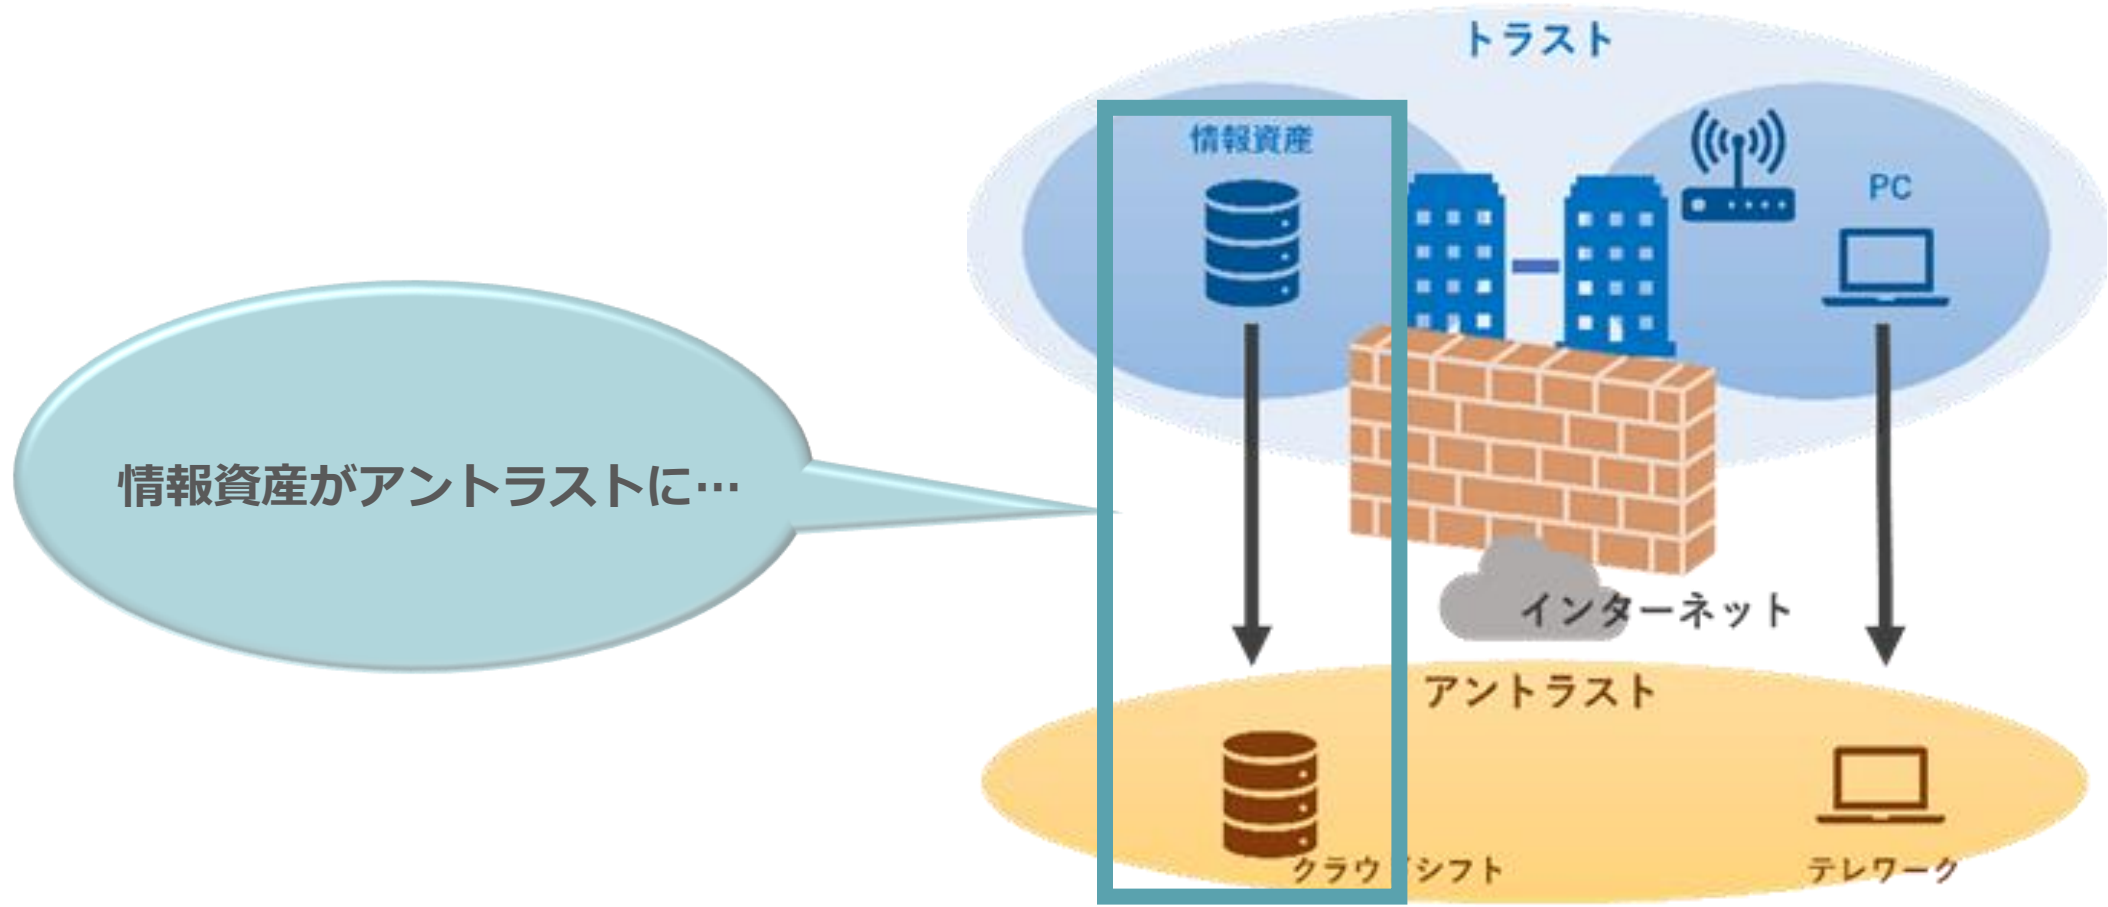 トラスト
情報資産
PC
情報資産がアントラストに…
インターネット
アントラスト
クラウドシフト
テレワーク